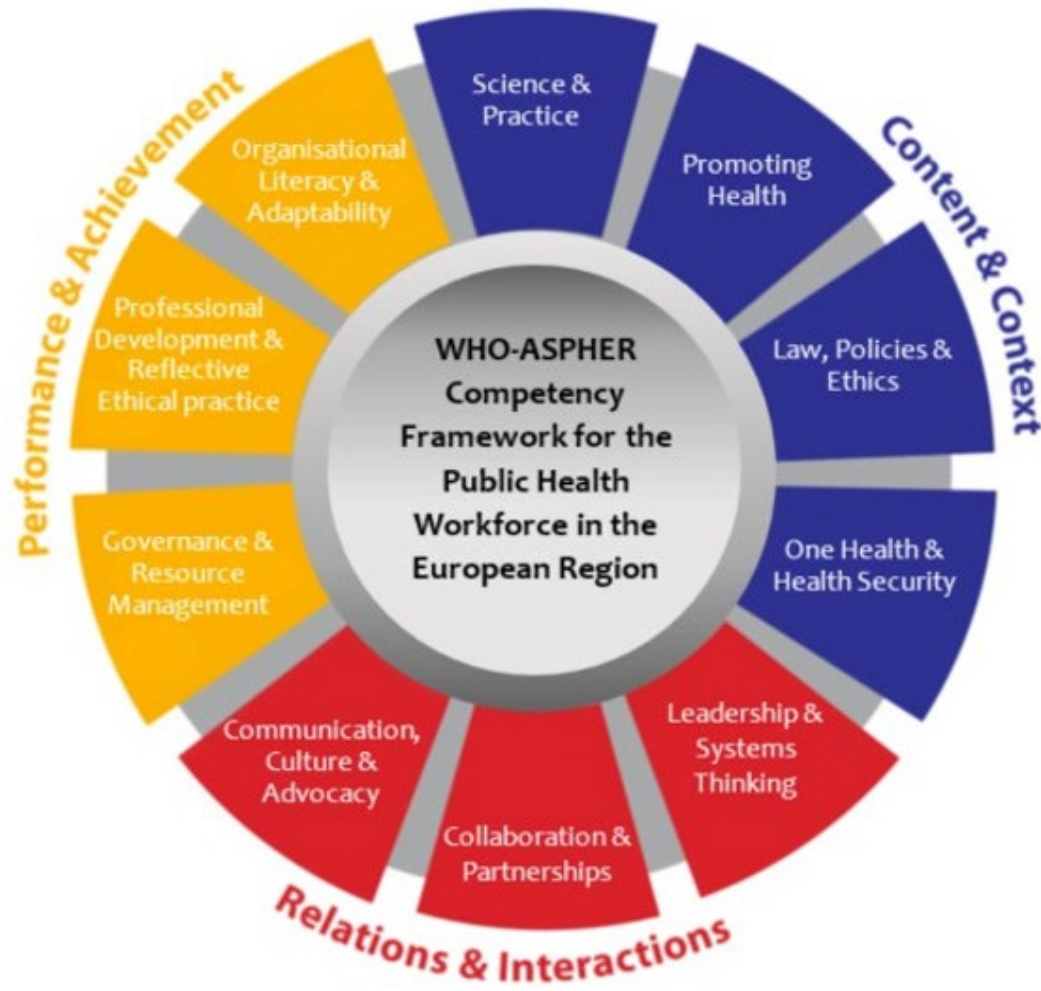 Science &
Practice
Promoting
Health
Law, Policies &
Ethics
One Health &
Health Security
Leadership &
Systems
Thinking
Collaboration &
Partnerships
Communication,
Culture &
Advocacy
Governance &
Resource
Management
Professional
Development &
Reflective
Ethical practice
Organisational
Literacy &
Adaptability
WHO-ASPHER
Competency
Framework for the
Public Health
Workforce in the
European Region
Content & Context
Relations & Interactions
Performance & Achievement